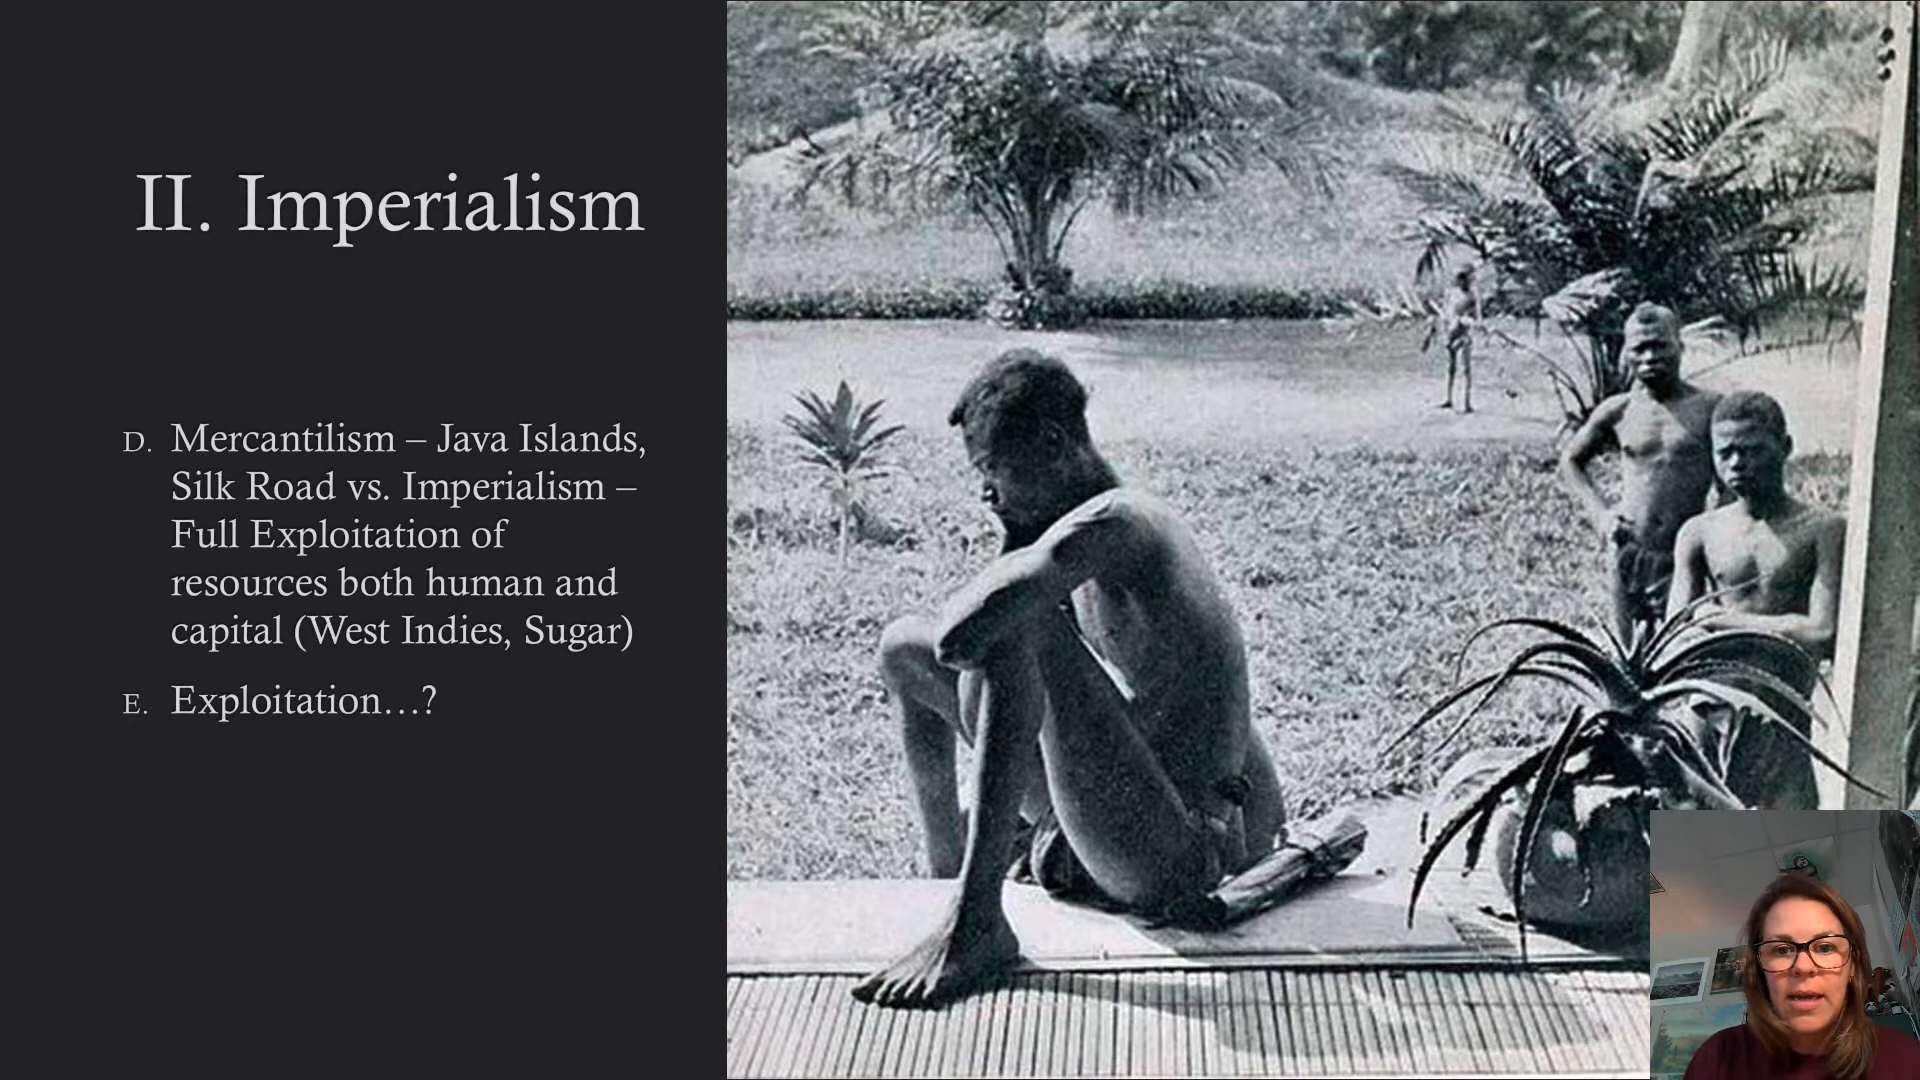 II. Imperialism
D. Mercantilism – Java Islands,
Silk Road vs. Imperialism –
Full Exploitation of
resources both human and
capital (West Indies, Sugar)
E. Exploitation…?